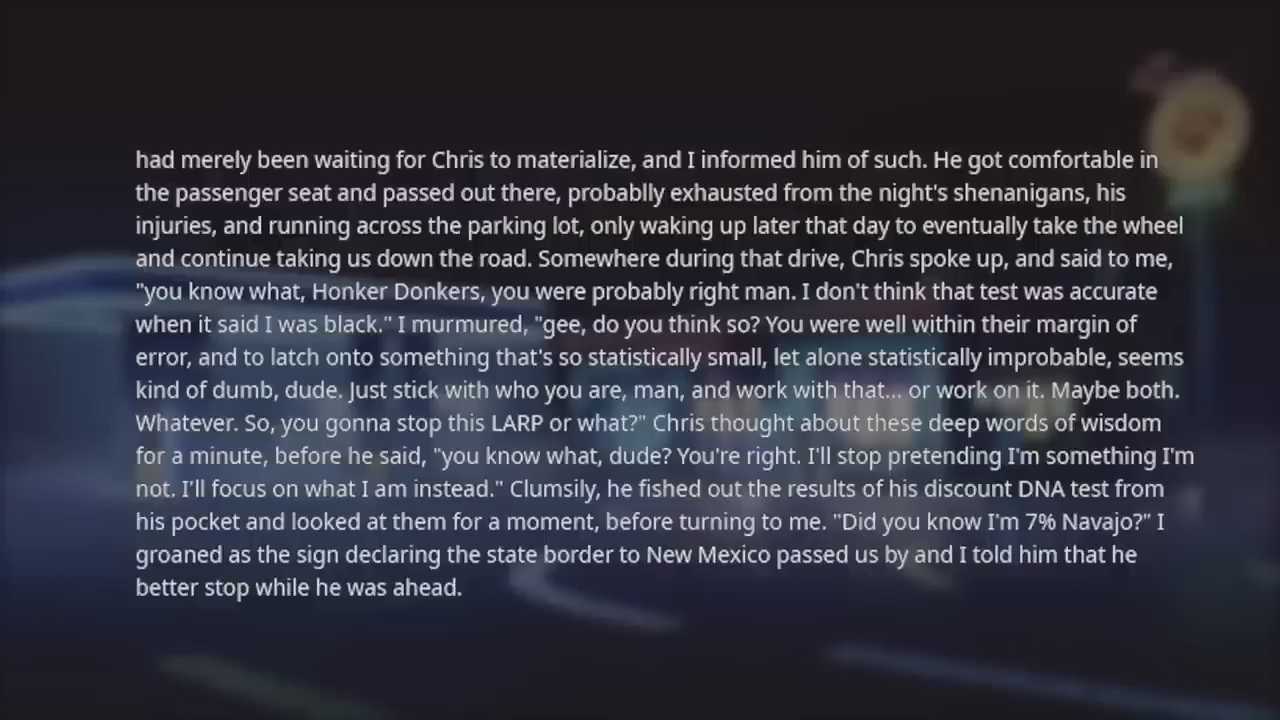 had merely been waiting for Chris to materialize, and I informed him of such. He got comfortable in
the passenger seat and passed out there, probablly exhausted from the night's shenanigans, his
injuries, and running across the parking lot, only waking up later that day to eventually take the wheel
and continue taking us down the road. Somewhere during that drive, Chris spoke up, and said to me,
"you know what, Honker Donkers, you were probably right man. I don't think that test was accurate
when it said I was black." I murmured, "gee, do you think so? You were well within their margin of
error, and to latch onto something that's so statistically small, let alone statistically improbable, seems
kind of dumb, dude. Just stick with who you are, man, and work with that... or work on it. Maybe both.
Whatever. So, you gonna stop this LARP or what?" Chris thought about these deep words of wisdom
for a minute, before he said, "you know what, dude? You're right. I'll stop pretending I'm something I'm
not. I'll focus on what I am instead." Clumsily, he fished out the results of his discount DNA test from
his pocket and looked at them for a moment, before turning to me. "Did you know I'm 7% Navajo?" I
groaned as the sign declaring the state border to New Mexico passed us by and I told him that he
better stop while he was ahead.